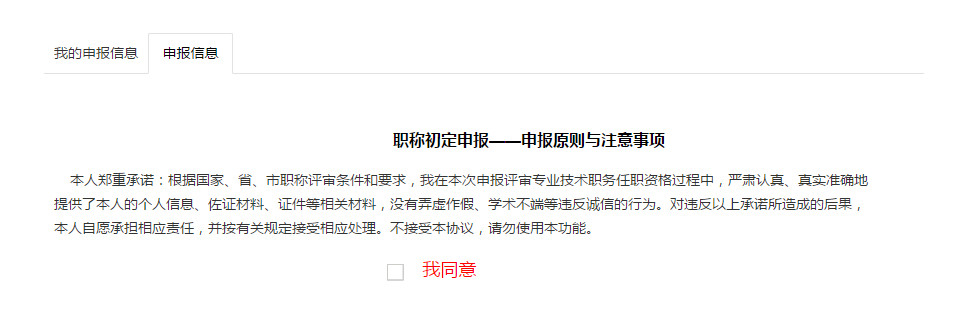 我的申报信息 申报信息
职称初定申报——申报原则与注意事项
本人郑重承诺：根据国家、省、市职称评审条件和要求，我在本次申报评审专业技术职务任职资格过程中，严肃认真、真实准确地
提供了本人的个人信息、佐证材料、证件等相关材料，没有弄虚作假、学术不端等违反诚信的行为。对违反以上承诺所造成的后果，
本人自愿承担相应责任，并按有关规定接受相应处理。不接受本协议，请勿使用本功能。
我同意